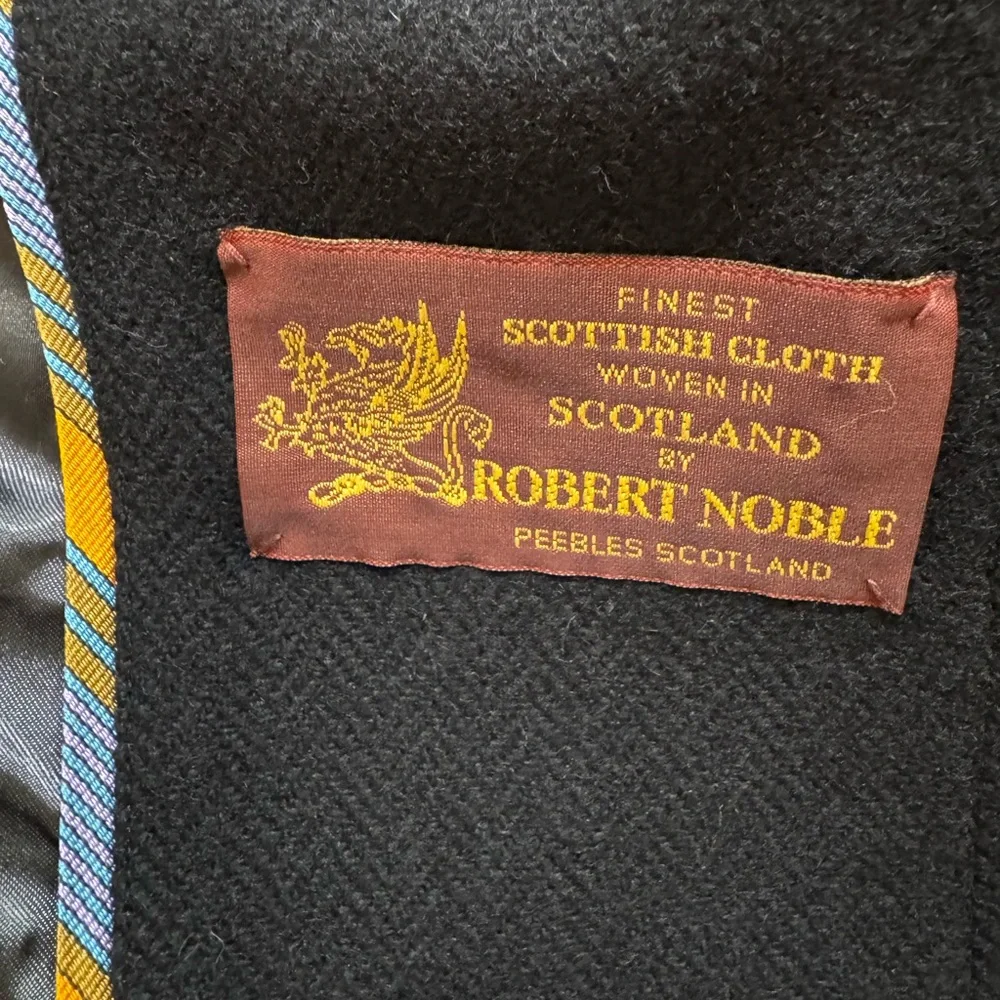 FINEST
SCOTTISH CLOTH
WOVEN IN
SCOTLAND
BY
ROBERT NOBLE
PEEBLES SCOTLAND